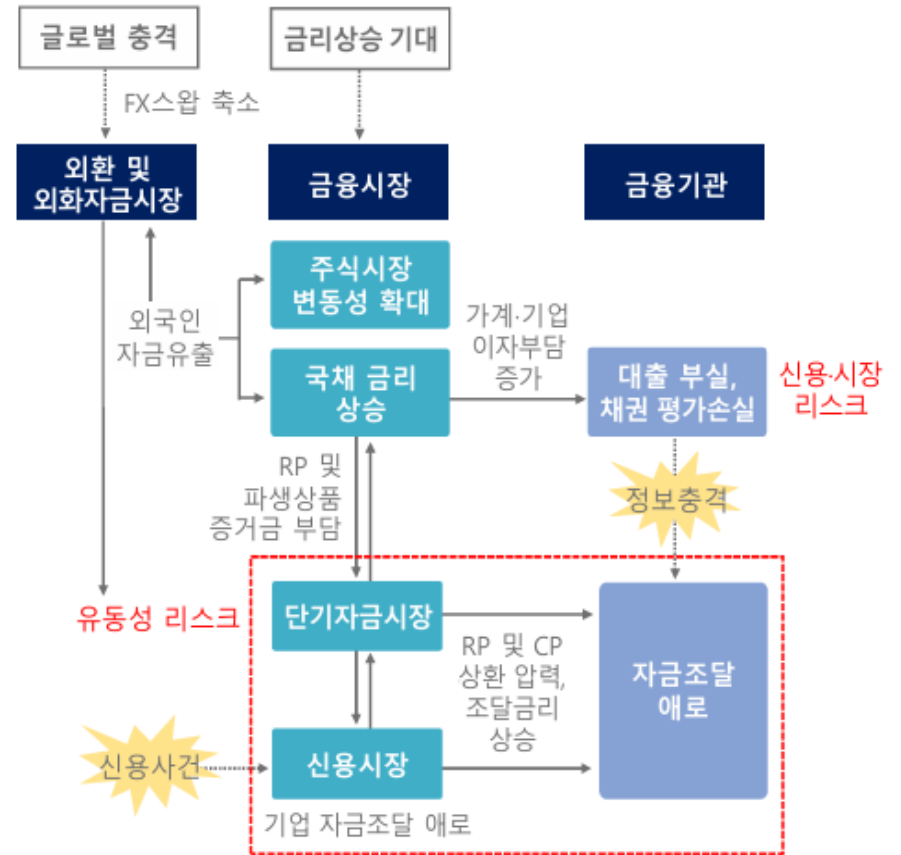 글로벌 충격
금리상승 기대
FX스왑 축소
외환 및
외화자금시장
금융시장
금융기관
주식시장
변동성 확대
외국인
자금유출
국채 금리
상승
가계·기업
이자부담
증가
대출 부실,
채권 평가손실
신용·시장
리스크
RP 및
파생상품
증거금 부담
정보충격
유동성 리스크
단기자금시장
RP 및 CP
상환 압력,
조달금리
상승
자금조달
애로
신용사건
신용시장
기업 자금조달 애로